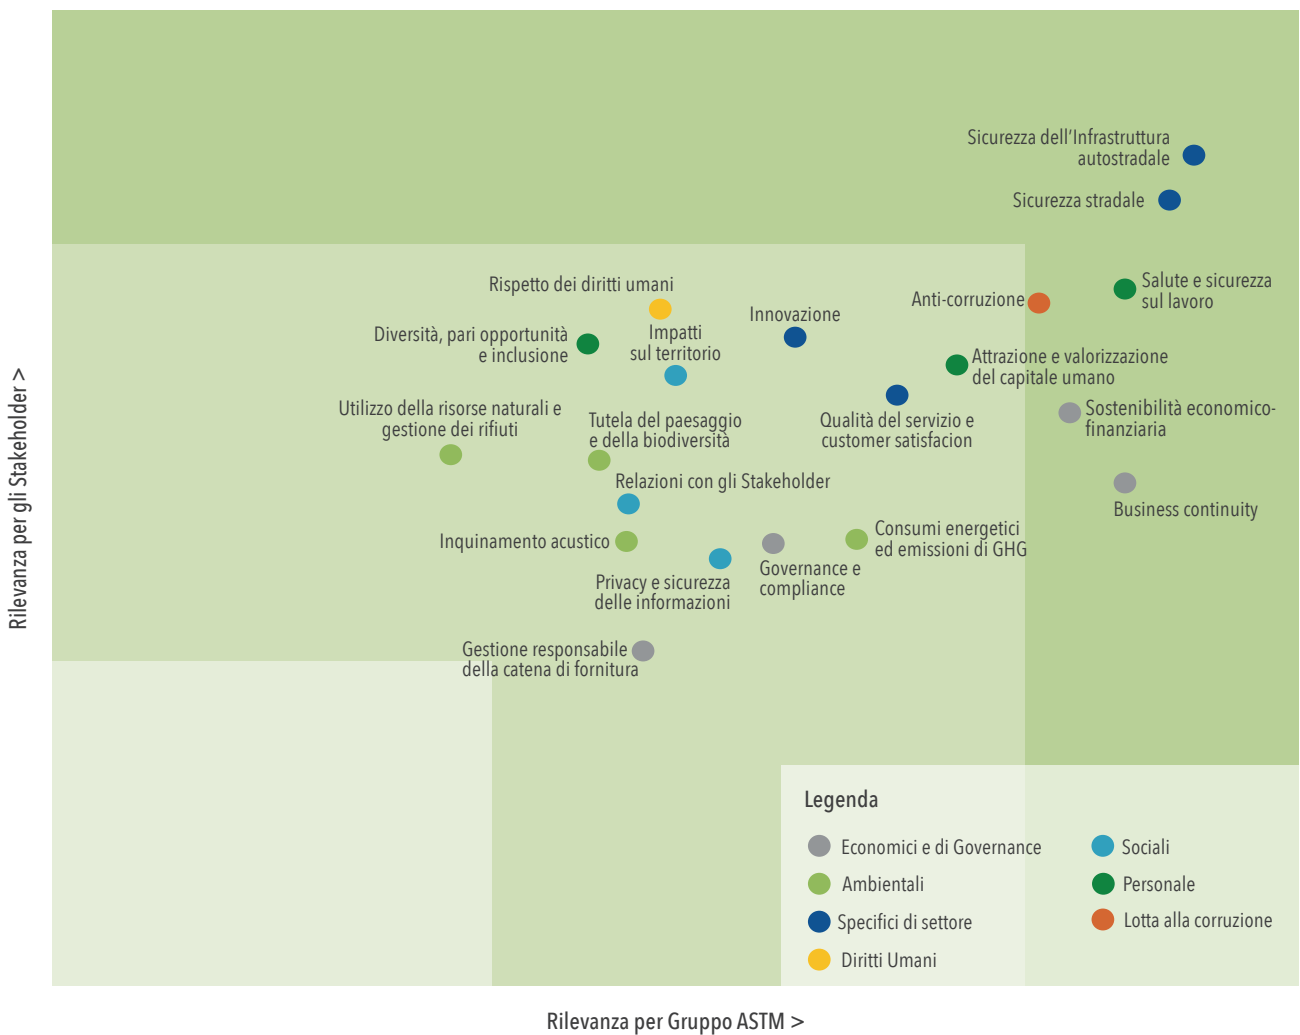 Sicurezza dell'Infrastruttura
autostradale
Sicurezza stradale
Rispetto dei diritti umani
Salute e sicurezza
sul lavoro
Anti-corruzione
Innovazione
Diversità, pari opportunità
e inclusione
Impatti
sul territorio
Attrazione e valorizzazione
del capitale umano
Utilizzo della risorse naturali e
gestione dei rifiuti
Tutela del paesaggio
e della biodiversità
Qualità del servizio e
customer satisfacion
Sostenibilità economico-
finanziaria
Relazioni con gli Stakeholder
Business continuity
Inquinamento acustico
Consumi energetici
ed emissioni di GHG
Privacy e sicurezza
delle informazioni
Governance e
compliance
Gestione responsabile
della catena di fornitura
Rilevanza per gli Stakeholder >
Legenda
Economici e di Governance
Ambientali
Specifici di settore
Diritti Umani
Sociali
Personale
Lotta alla corruzione
Rilevanza per Gruppo ASTM >